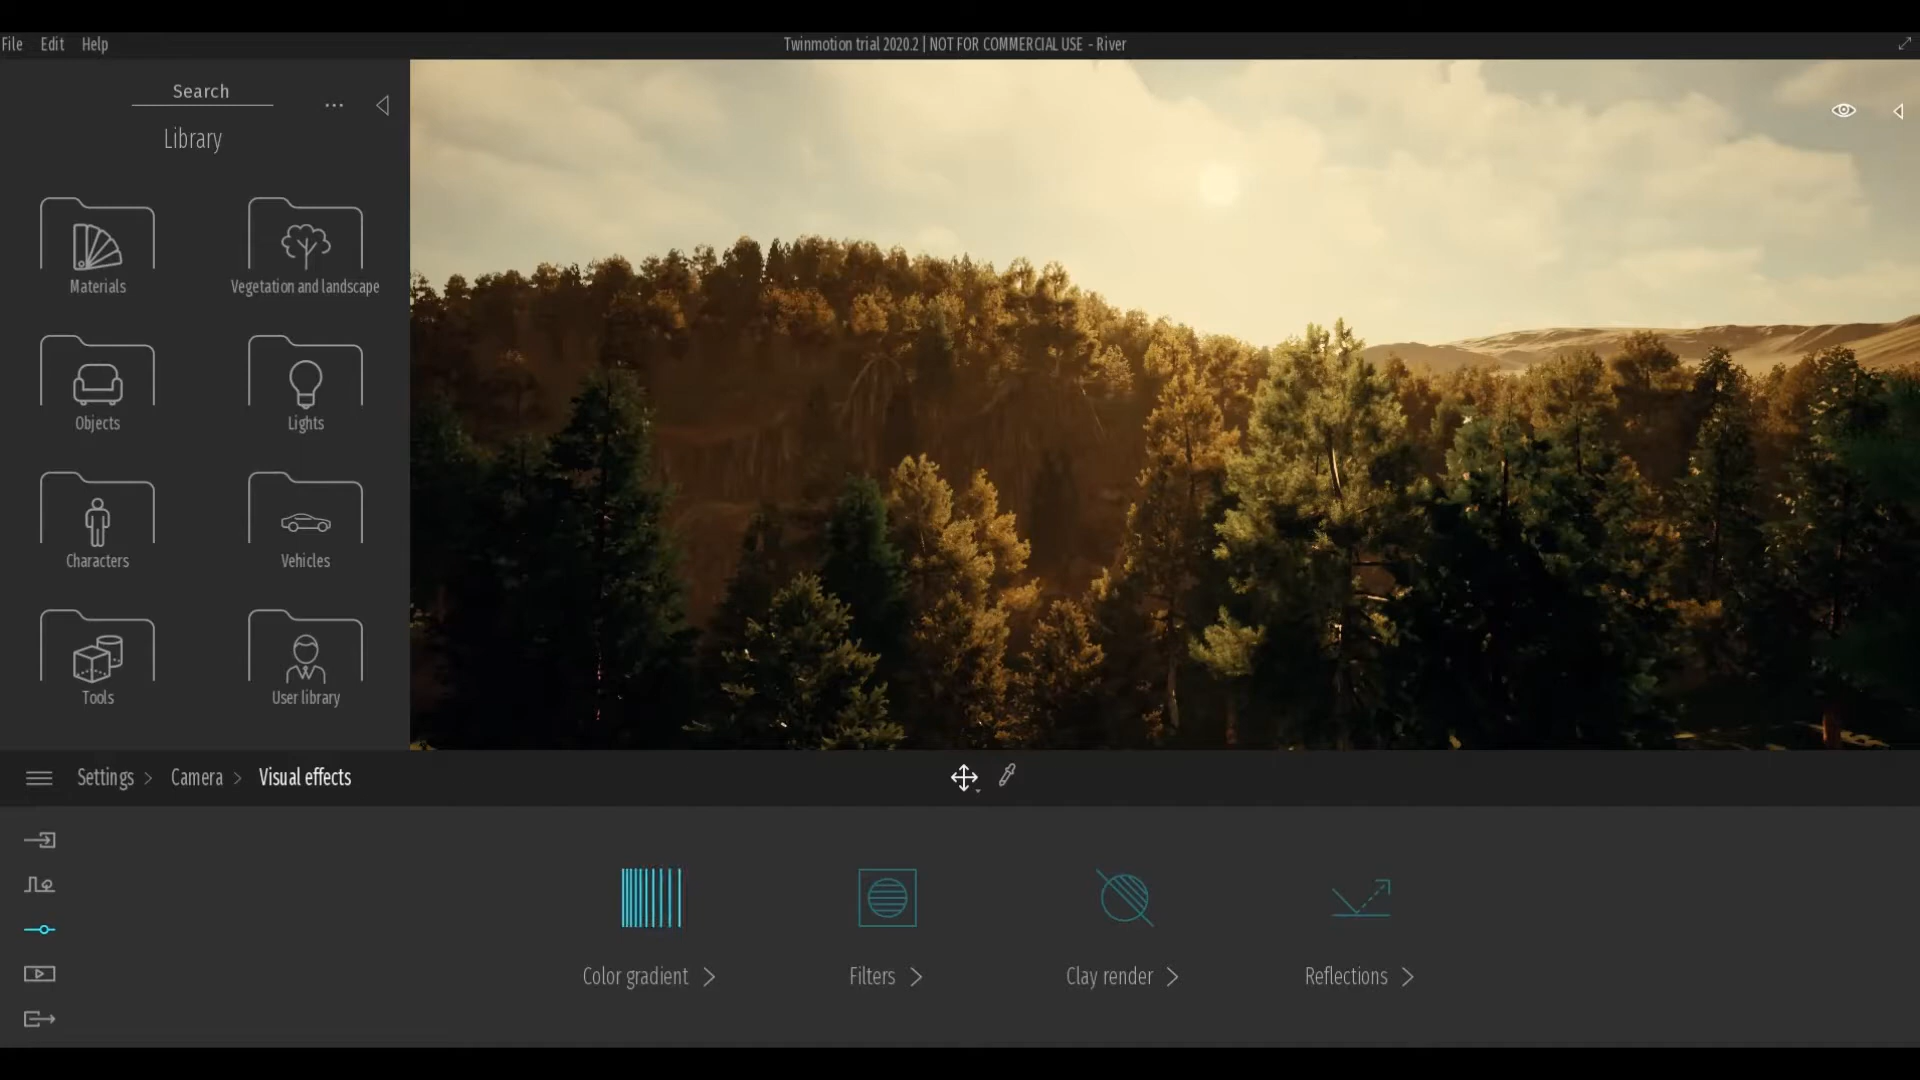 File Edit Help
Twinmotion trial 2020.2 | NOT FOR COMMERCIAL USE - River
Search
Library
Materials
Vegetation and landscape
Objects
Lights
Characters
Vehicles
Tools
User library
Settings > Camera > Visual effects
Color gradient
Filters
Clay render
Reflections